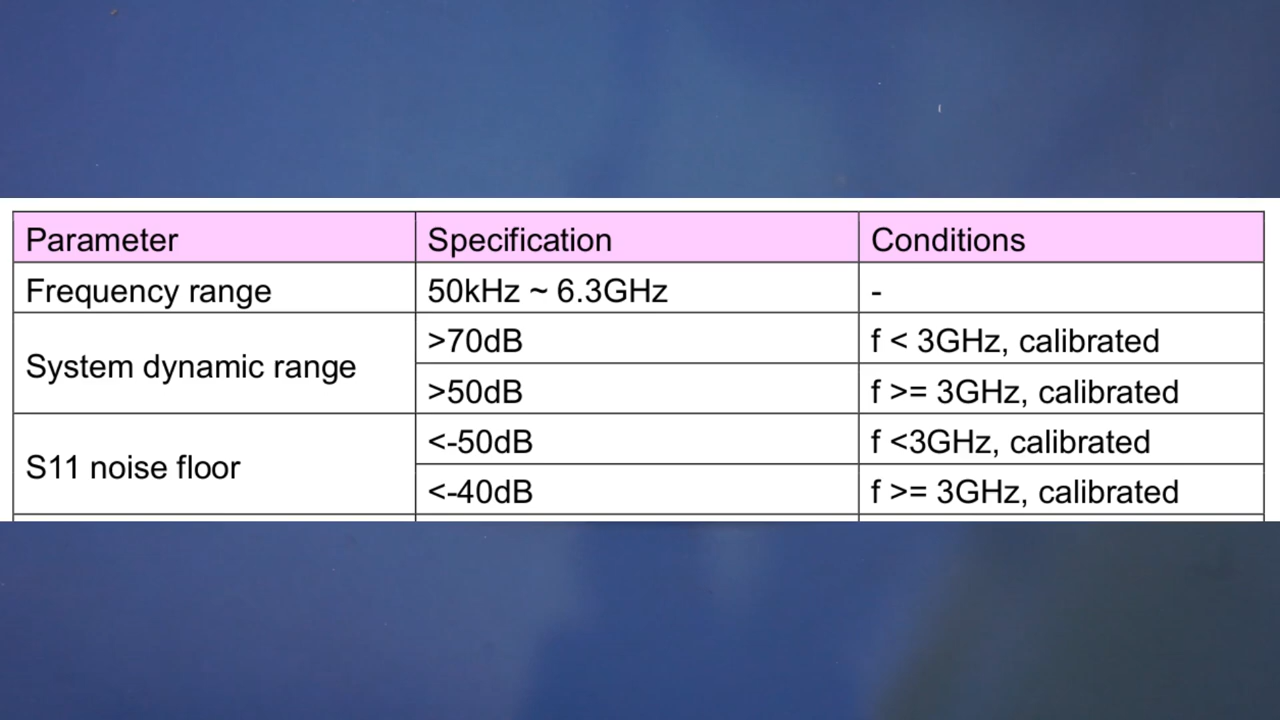 Parameter Specification Conditions
Frequency range 50kHz ~ 6.3GHz -
System dynamic range >70dB f < 3GHz, calibrated
>50dB f >= 3GHz, calibrated
S11 noise floor <-50dB f <3GHz, calibrated
<-40dB f >= 3GHz, calibrated